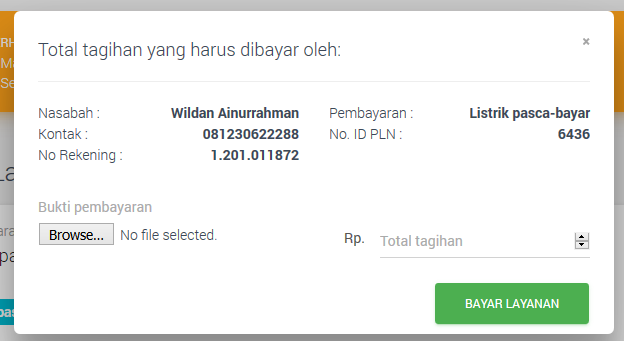 Total tagihan yang harus dibayar oleh:
×
Nasabah : Wildan Ainurrahman Pembayaran : Listrik pasca-bayar
Kontak : 081230622288 No. ID PLN : 6436
No Rekening : 1.201.011872
Bukti pembayaran
Browse... No file selected. Rp. Total tagihan
BAYAR LAYANAN